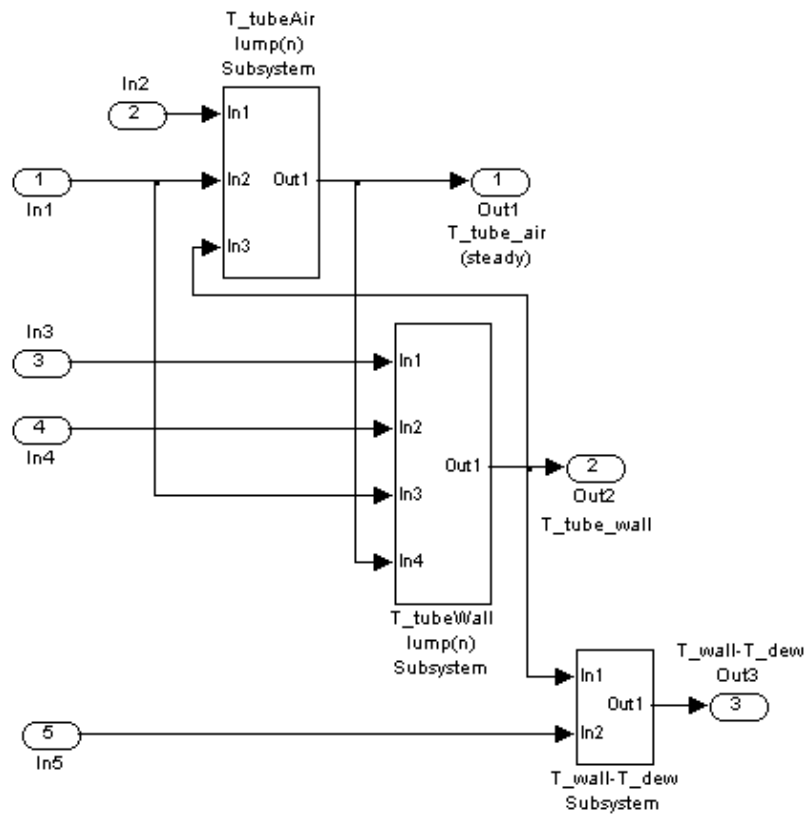 T_tubeAir
lump(n)
Subsystem
In2
2
In1
1
In2
Out1
1
In1
Out1
In3
T_tube_air
(steady)
In3
3
In1
4
In2
In4
Out1
2
In3
Out2
T_tube_wall
In4
T_tubeWall
lump(n)
Subsystem
T_wall-T_dew
Out3
In1
Out1
3
5
In2
In5
T_wall-T_dew
Subsystem